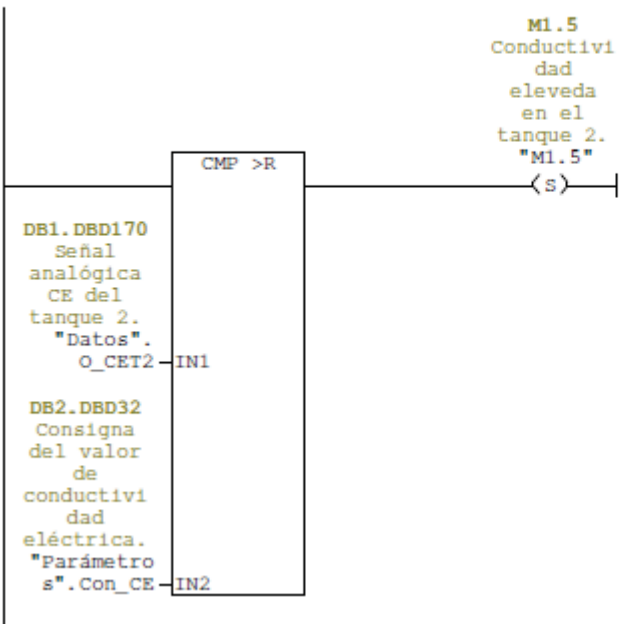 M1.5
Conductivi
dad
eleveda
en el
tanque 2.
"M1.5"
CMP >R
(S)
DB1.DBD170
Señal
analógica
CE del
tanque 2.
"Datos".
O_CET2
IN1
DB2.DBD32
Consigna
del valor
de
conductivi
dad
eléctrica.
"Parámetro
s".Con_CE
IN2